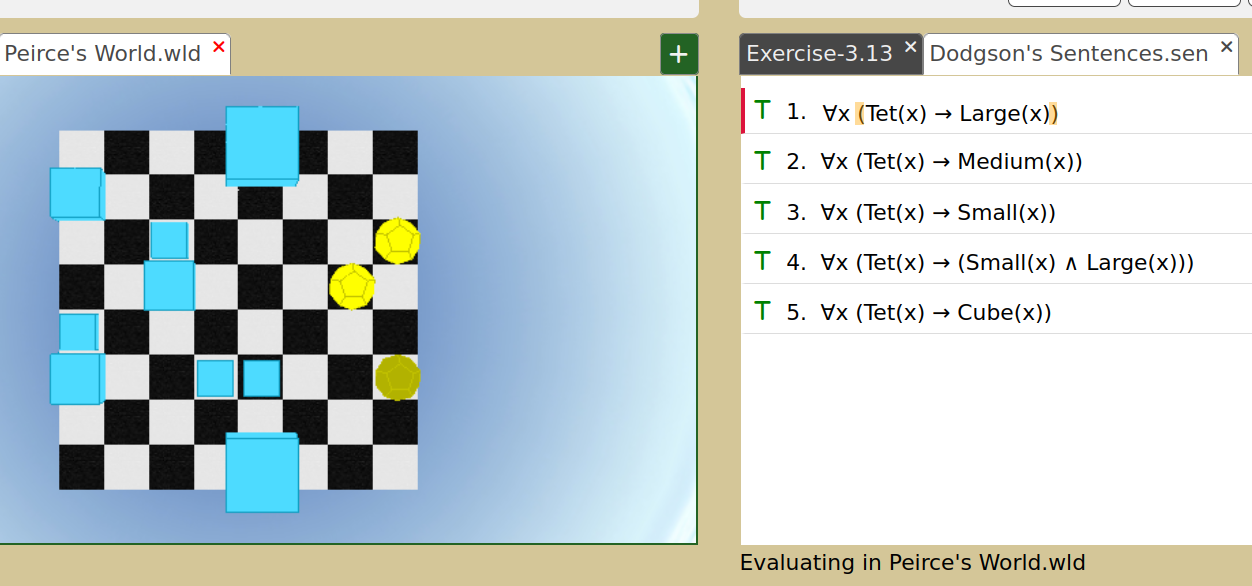 Peirce's World.wld ×
+
Exercise-3.13 ×
Dodgson's Sentences.sen ×
T 1. ∀x (Tet(x) → Large(x))
T 2. ∀x (Tet(x) → Medium(x))
T 3. ∀x (Tet(x) → Small(x))
T 4. ∀x (Tet(x) → (Small(x) ∧ Large(x)))
T 5. ∀x (Tet(x) → Cube(x))
Evaluating in Peirce's World.wld